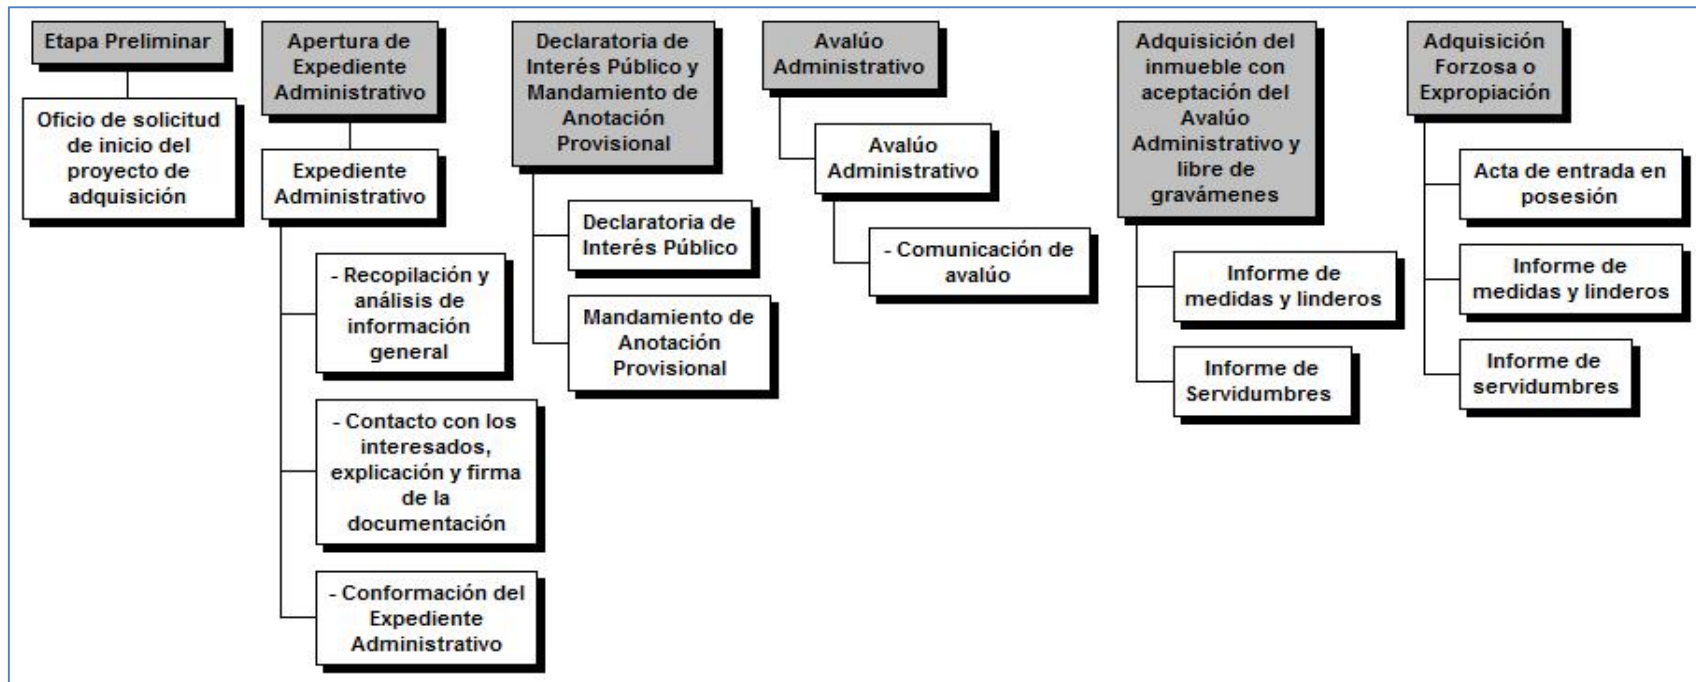 Etapa Preliminar
Oficio de solicitud
de inicio del
proyecto de
adquisición
Apertura de
Expediente
Administrativo
Expediente
Administrativo
- Recopilación y
análisis de
información
general
- Contacto con los
interesados,
explicación y firma
de la
documentación
- Conformación del
Expediente
Administrativo
Declaratoria de
Interés Público y
Mandamiento de
Anotación
Provisional
Declaratoria de
Interés Público
Mandamiento de
Anotación
Provisional
Avalúo
Administrativo
Avalúo
Administrativo
- Comunicación de
avalúo
Adquisición del
inmueble con
aceptación del
Avalúo
Administrativo y
libre de
gravámenes
Informe de
medidas y linderos
Informe de
Servidumbres
Adquisición
Forzosa o
Expropiación
Acta de entrada en
posesión
Informe de
medidas y linderos
Informe de
servidumbres